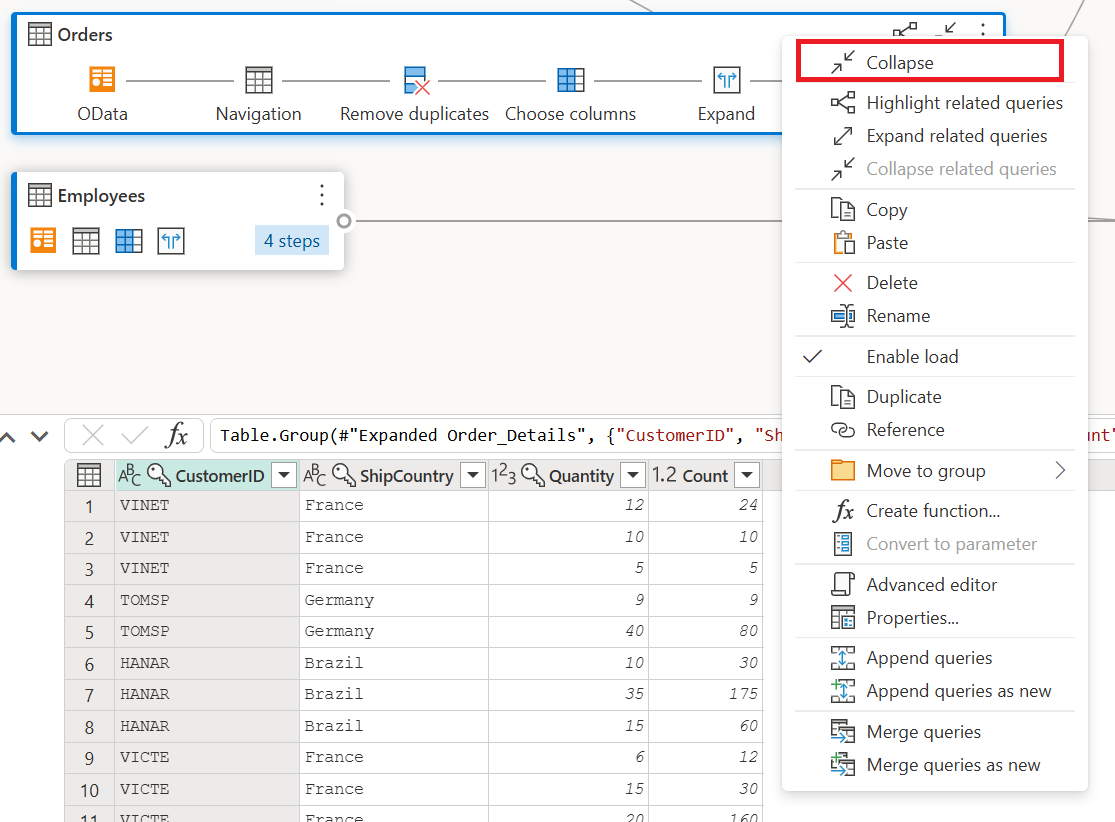 Orders
OData
Navigation
Remove duplicates
Choose columns
Expand
Employees
4 steps
Collapse
Highlight related queries
Expand related queries
Collapse related queries
Copy
Paste
Delete
Rename
Enable load
Duplicate
Reference
Move to group
fx Create function...
Convert to parameter
Advanced editor
Properties...
Append queries
Append queries as new
Merge queries
Merge queries as new
fx Table.Group(#"Expanded Order_Details", {"CustomerID", "Sh
unt"
ABC CustomerID ABC ShipCountry 123 Quantity 1.2 Count
1 VINET France 12 24
2 VINET France 10 10
3 VINET France 5 5
4 TOMSP Germany 9 9
5 TOMSP Germany 40 80
6 HANAR Brazil 10 30
7 HANAR Brazil 35 175
8 HANAR Brazil 15 60
9 VICTE France 6 12
10 VICTE France 15 30
11 VICTE France 20 160